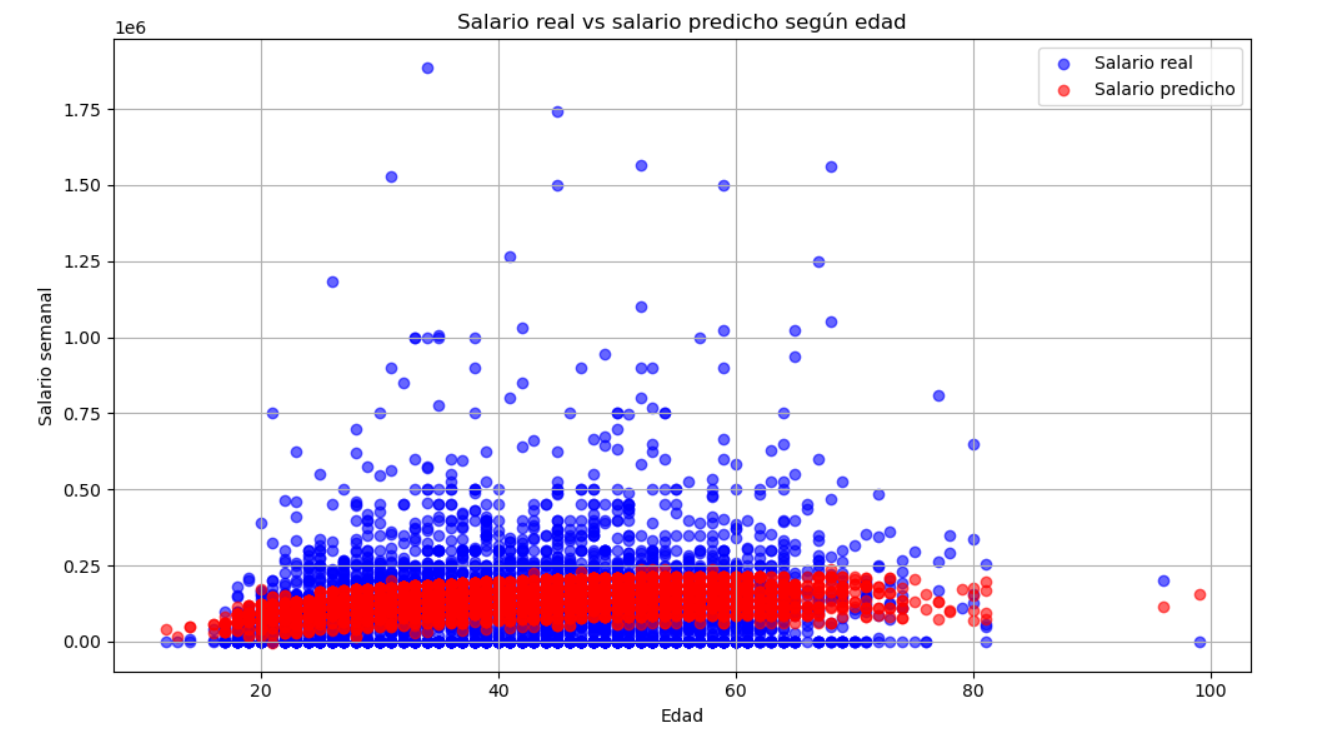 Salario real vs salario predicho según edad
1e6
Salario real
Salario predicho
1.75
1.50
1.25
1.00
0.75
0.50
0.25
0.00
Salario semanal
20 40 60 80 100
Edad